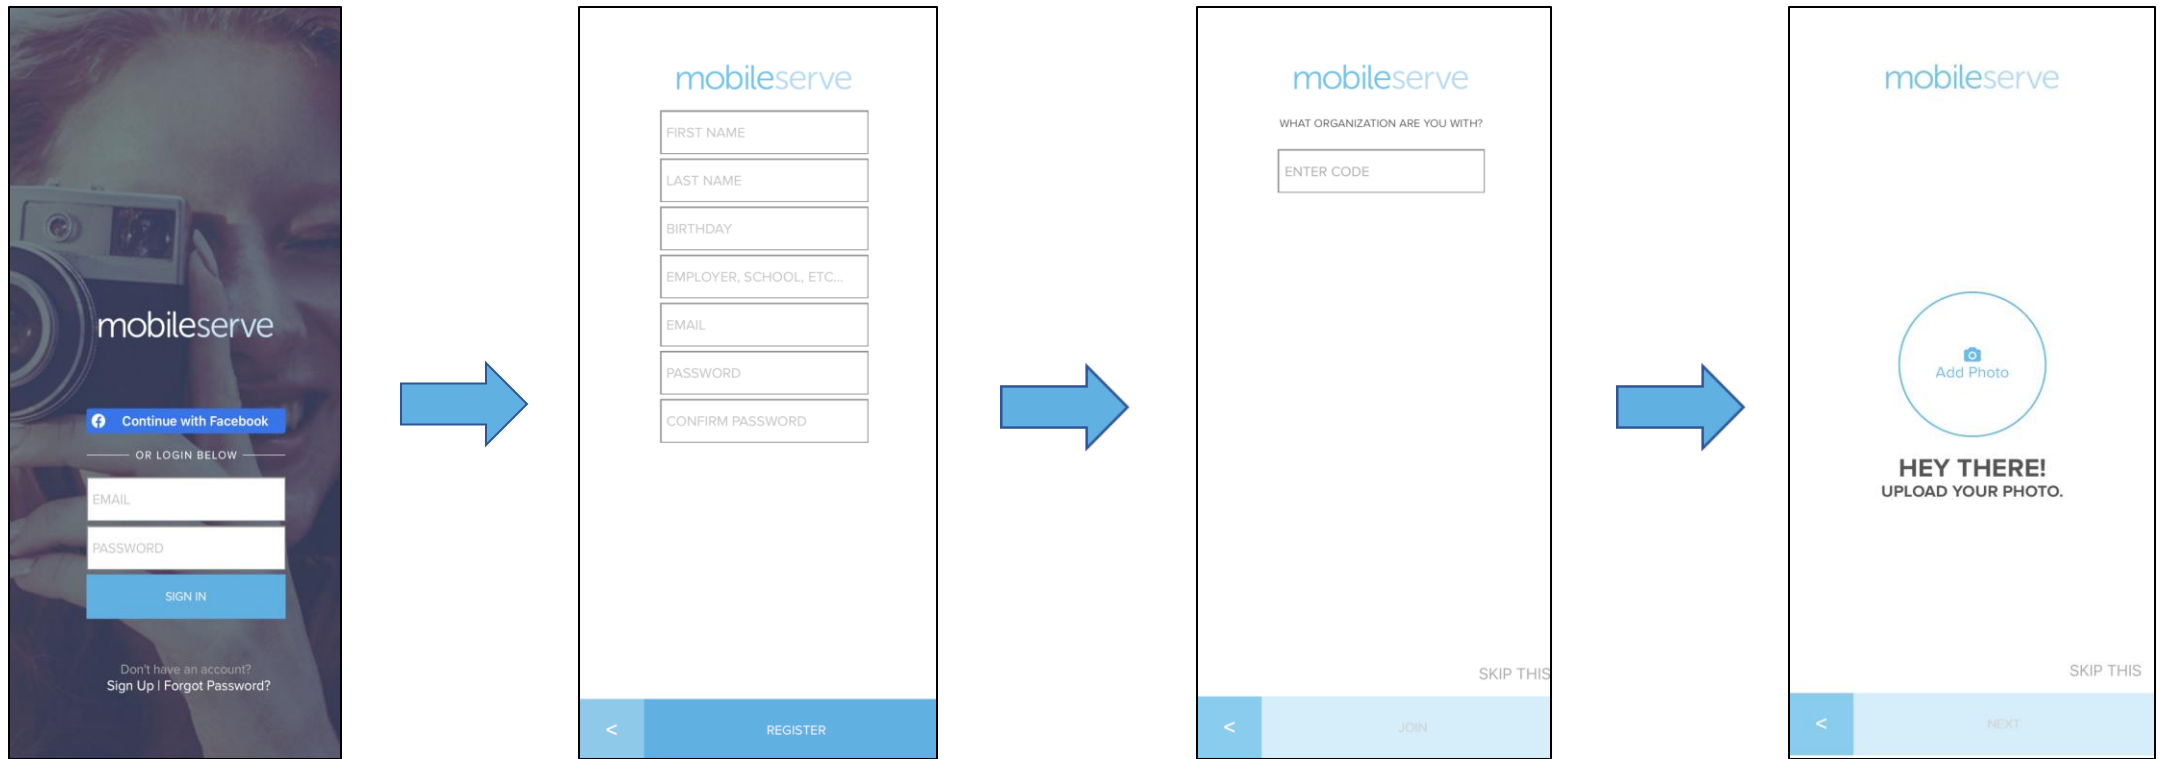 mobileserve
Continue with Facebook
OR LOGIN BELOW
EMAIL
PASSWORD
SIGN IN
Don't have an account?
Sign Up | Forgot Password?
mobileserve
FIRST NAME
LAST NAME
BIRTHDAY
EMPLOYER, SCHOOL, ETC...
EMAIL
PASSWORD
CONFIRM PASSWORD
< REGISTER
mobileserve
WHAT ORGANIZATION ARE YOU WITH?
ENTER CODE
SKIP THIS
< JOIN
mobileserve
Add Photo
HEY THERE!
UPLOAD YOUR PHOTO.
SKIP THIS
< NEXT